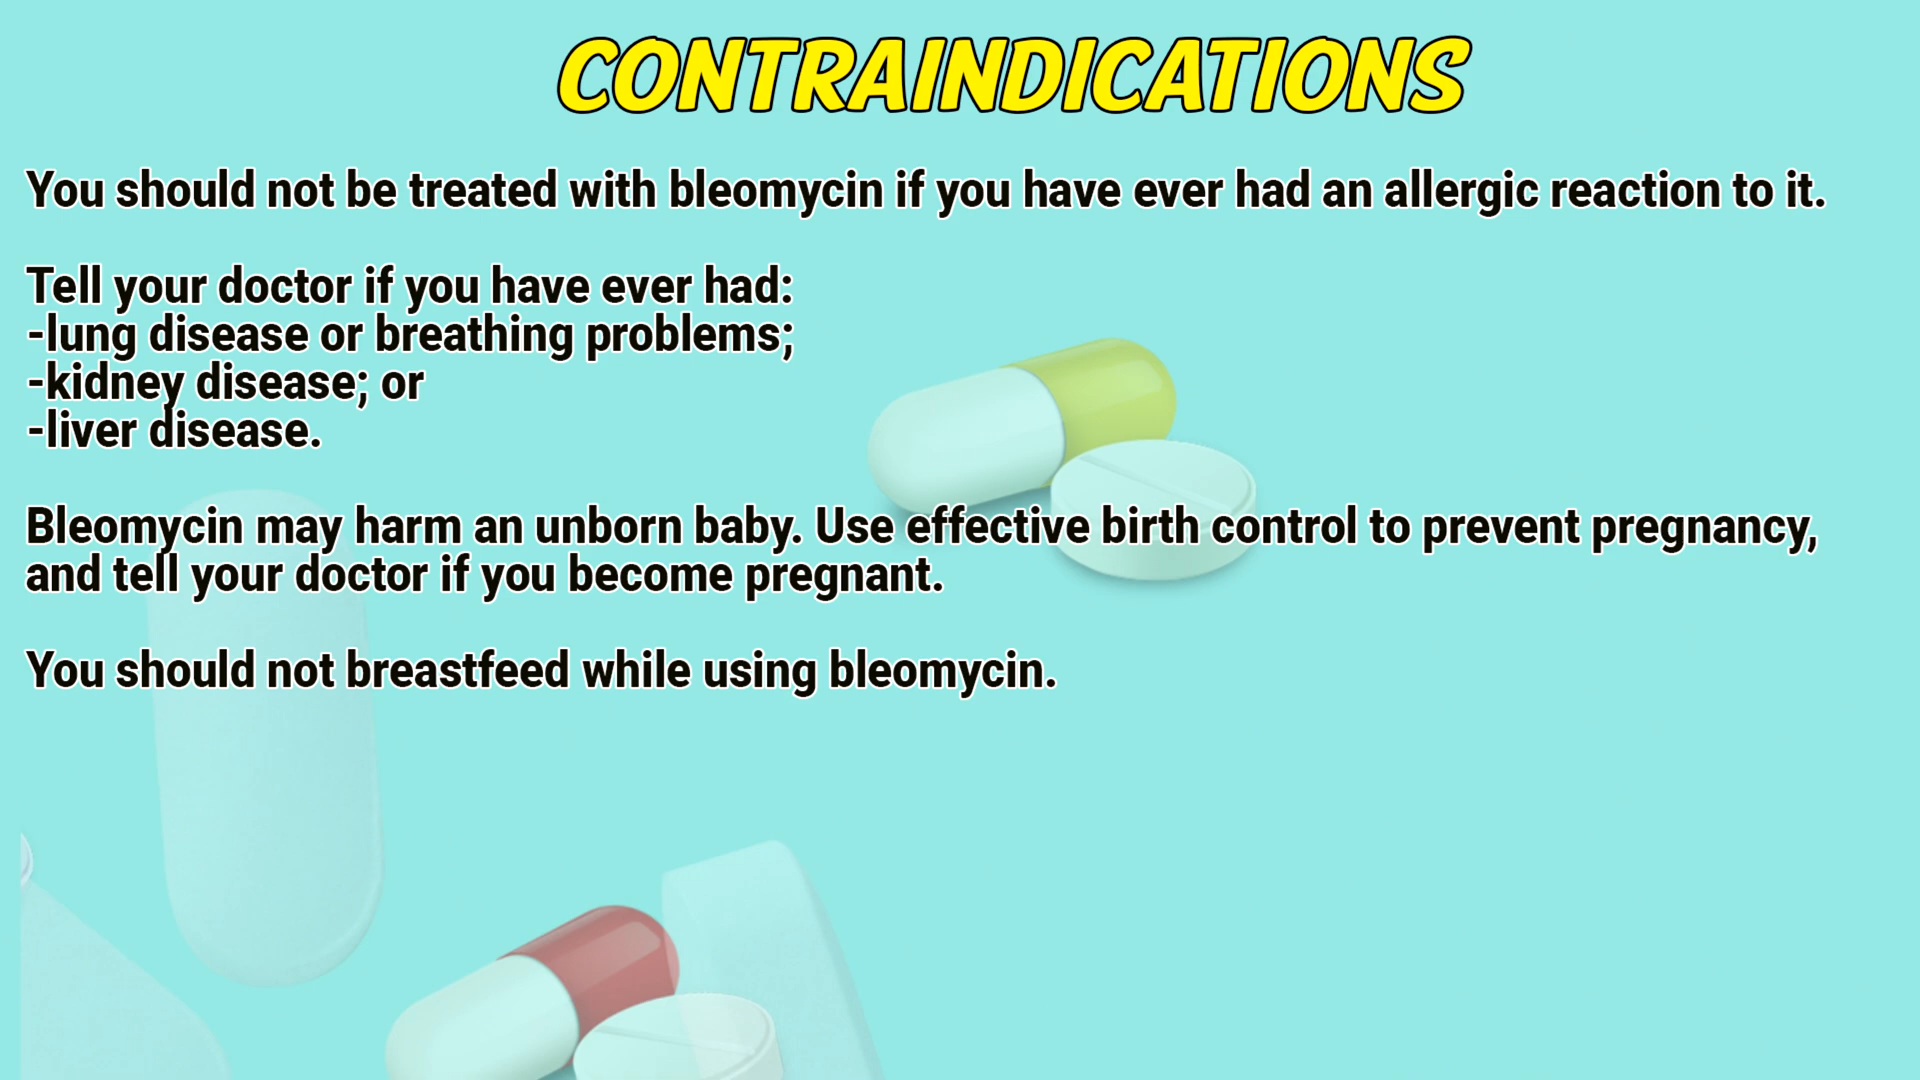 CONTRAINDICATIONS
You should not be treated with bleomycin if you have ever had an allergic reaction to it.
Tell your doctor if you have ever had:
-lung disease or breathing problems;
-kidney disease; or
-liver disease.
Bleomycin may harm an unborn baby. Use effective birth control to prevent pregnancy,
and tell your doctor if you become pregnant.
You should not breastfeed while using bleomycin.